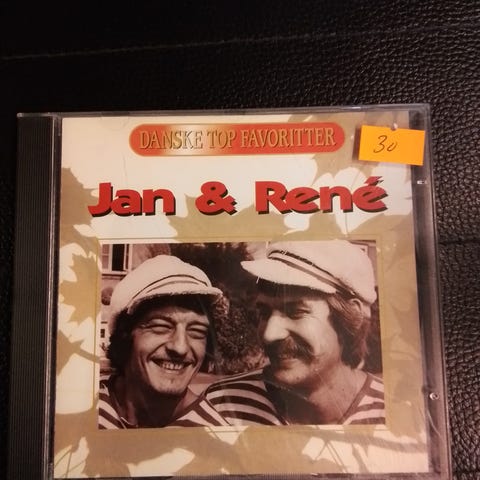 DANSKE TOP FAVORITTER
30
Jan & René